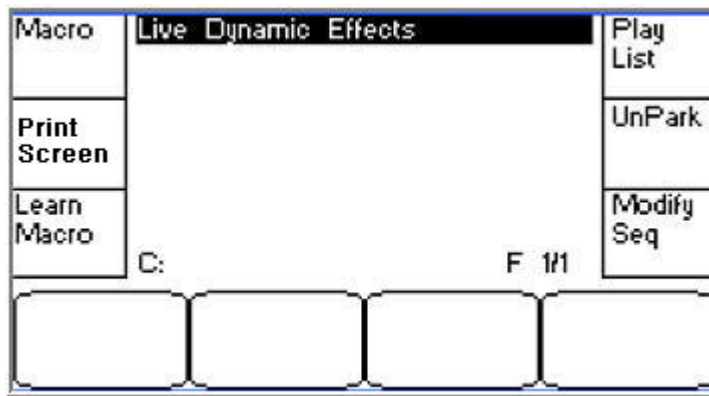 Macro
Live Dynamic Effects
Play
List
Print
Screen
UnPark
Learn
Macro
Modify
Seq
C:
F 1/1